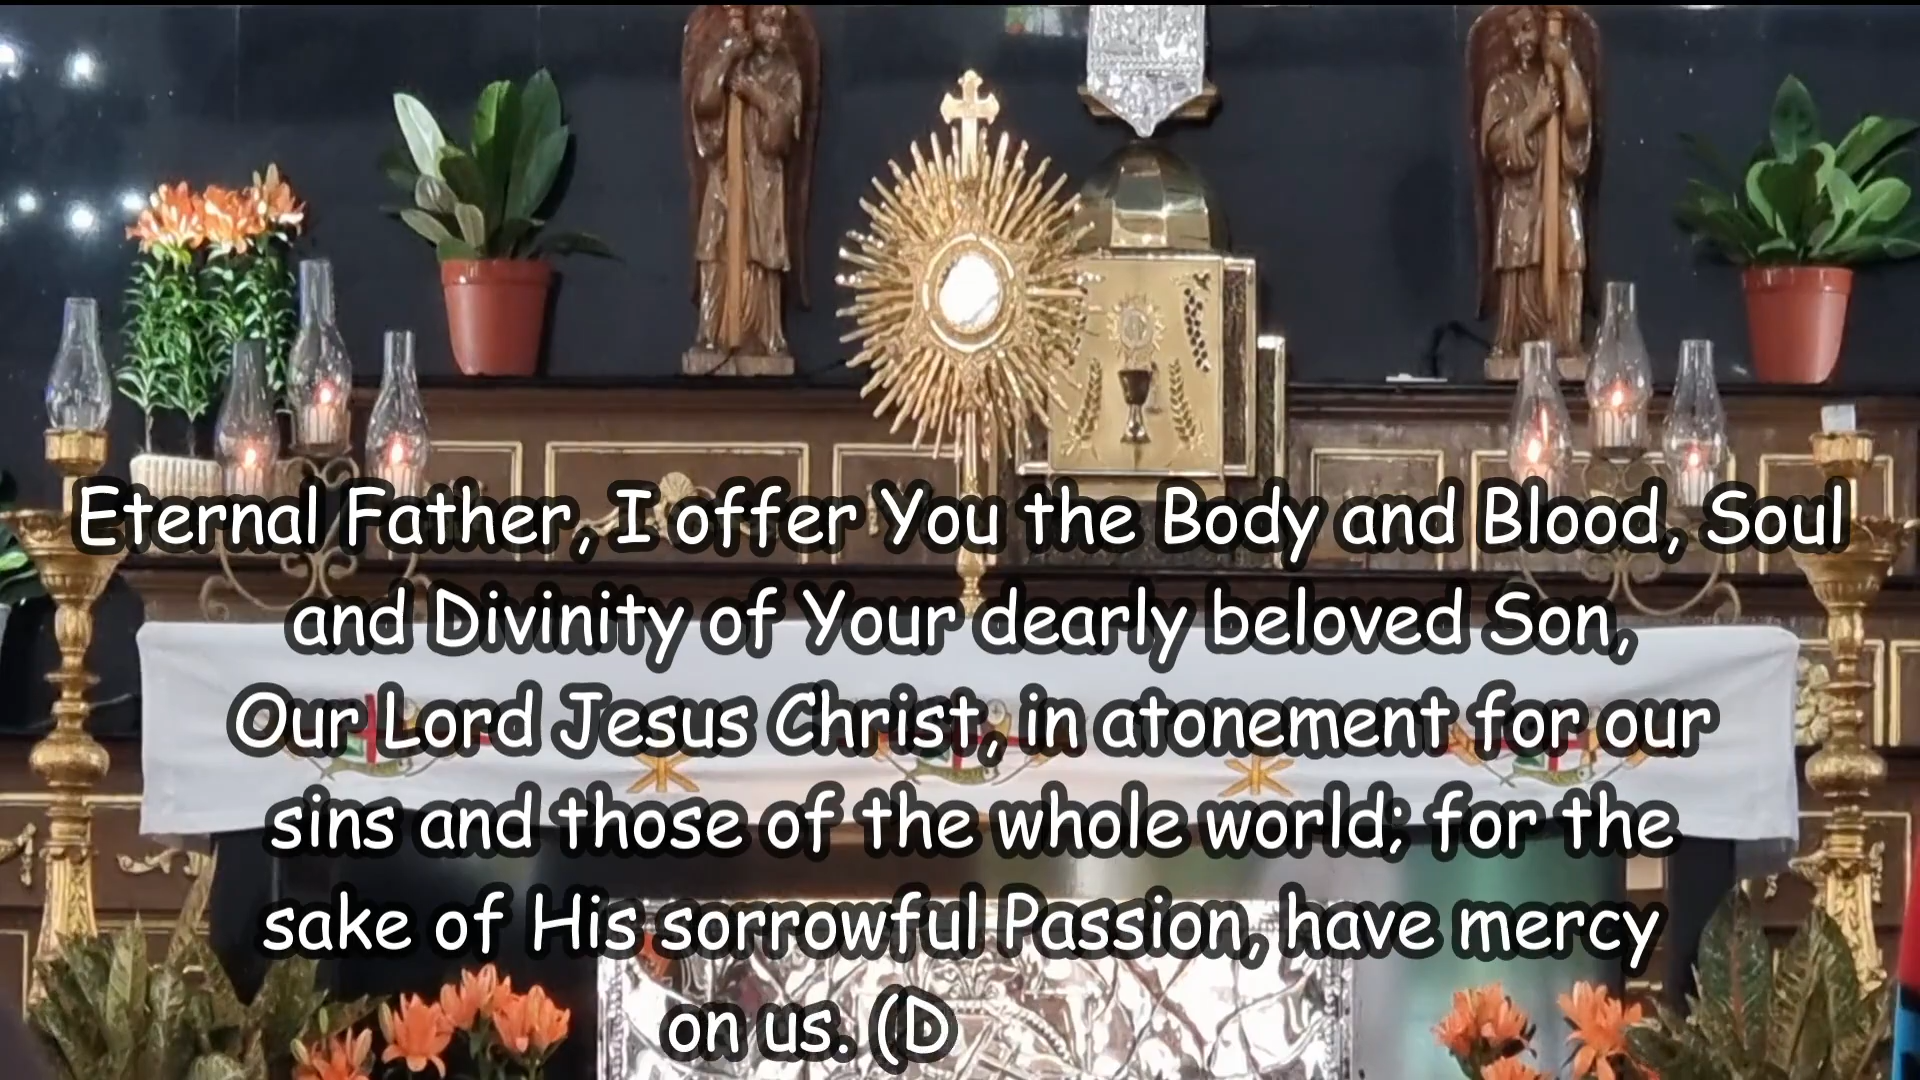 Eternal Father, I offer You the Body and Blood, Soul
and Divinity of Your dearly beloved Son,
Our Lord Jesus Christ, in atonement for our
sins and those of the whole world; for the
sake of His sorrowful Passion, have mercy
on us. (D